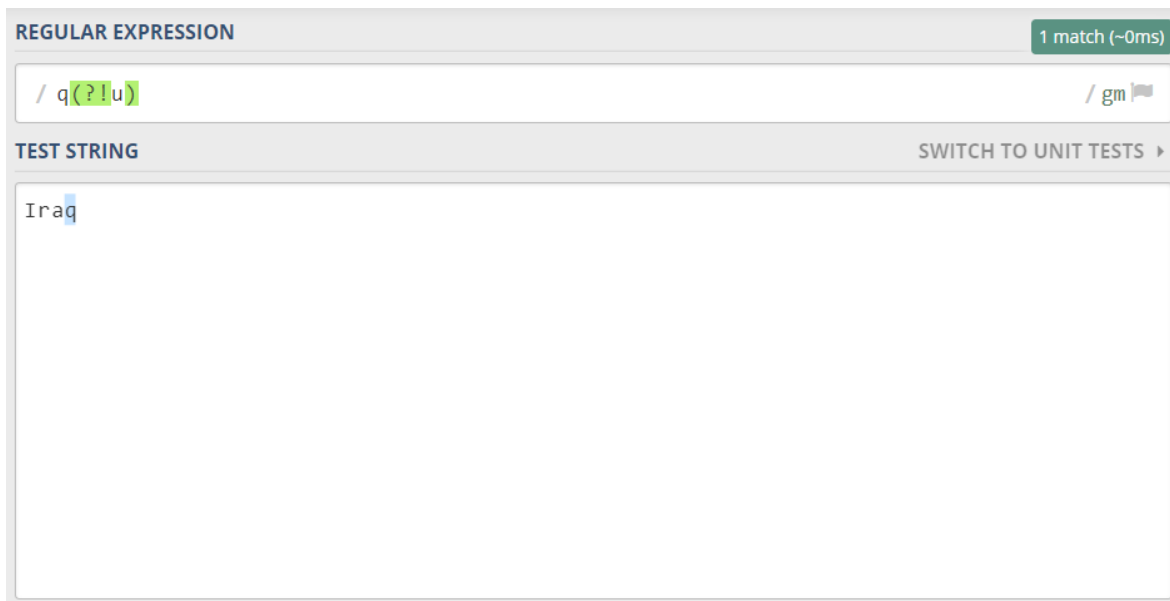 REGULAR EXPRESSION
1 match (~0ms)
/ q(?!u) / gm
TEST STRING
SWITCH TO UNIT TESTS
Iraq